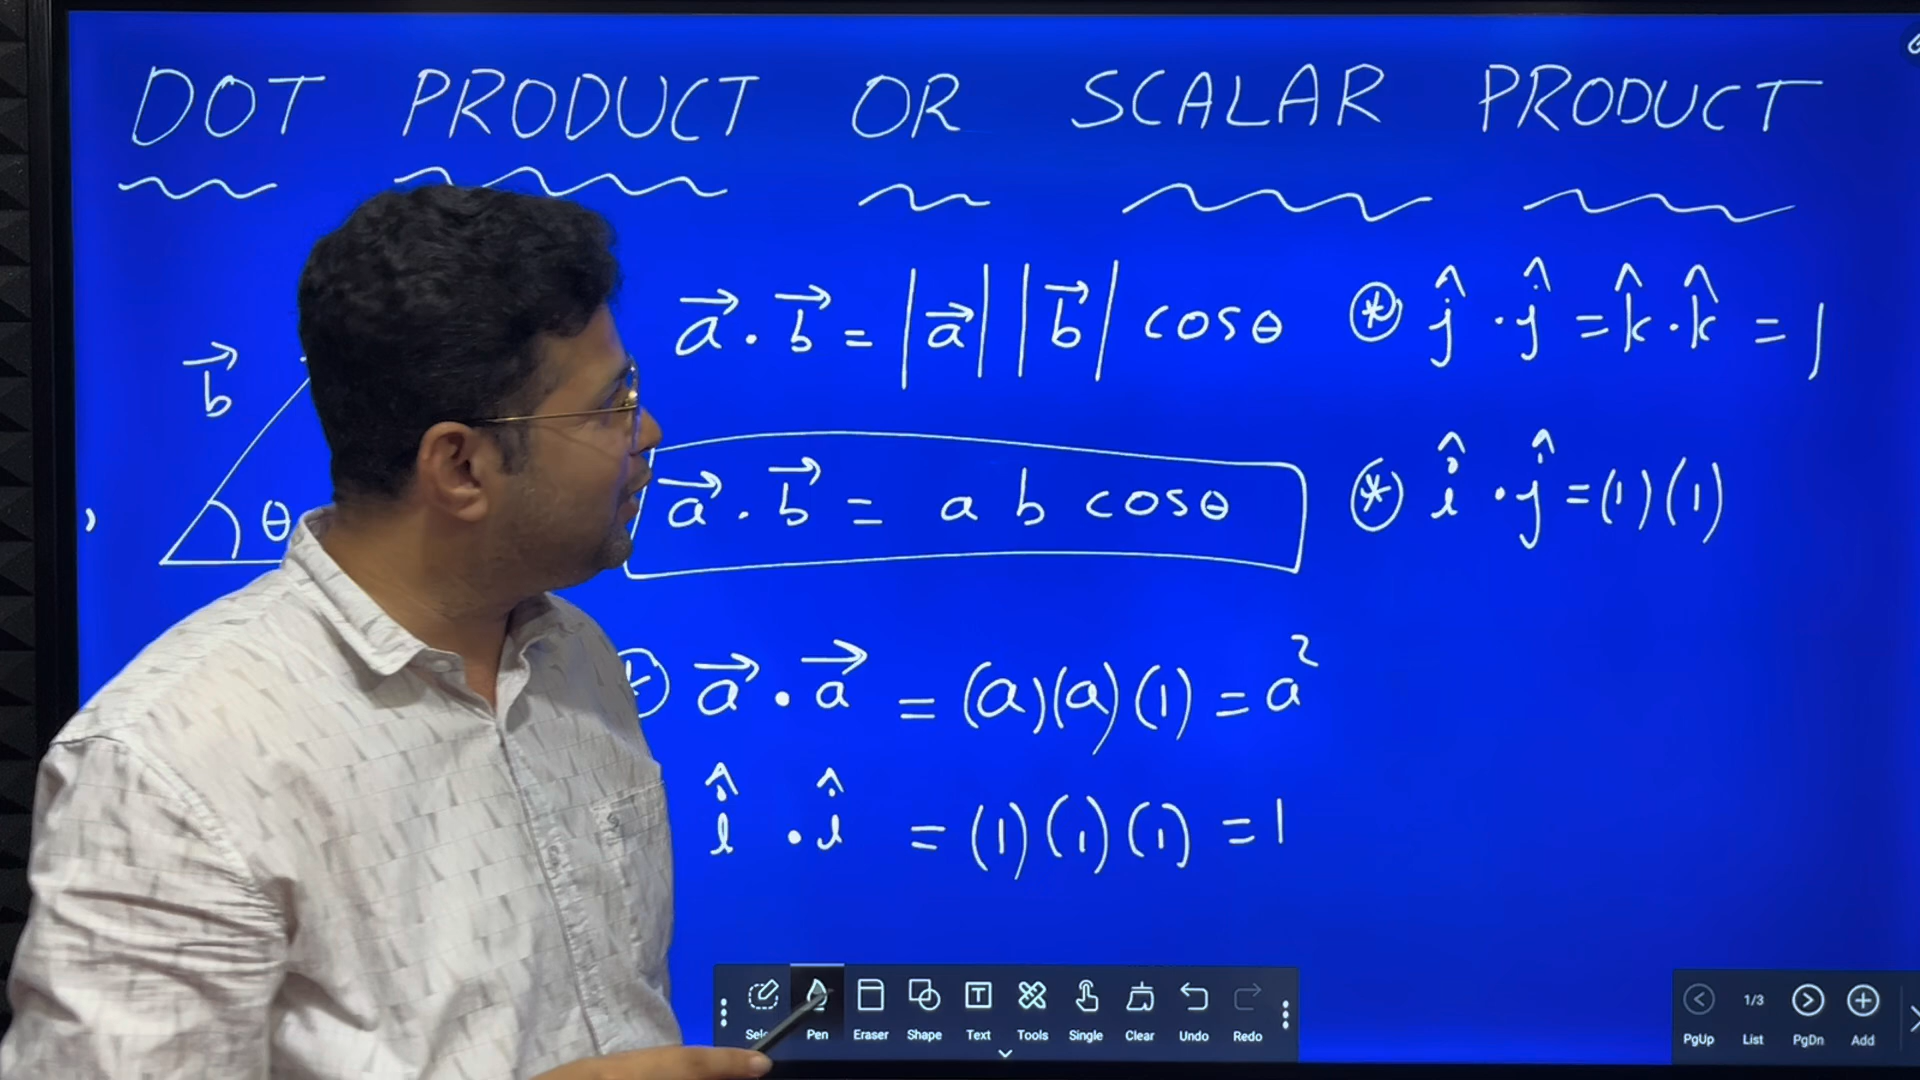 DOT PRODUCT OR SCALAR PRODUCT
b⃗
θ
a⃗ . b⃗ = |a⃗| |b⃗| cosθ
a⃗ . b⃗ = a b cosθ
a⃗ . a⃗ = (a)(a)(1) = a²
î . î = (1)(1)(1) = 1
⊛ ĵ . ĵ = k̂ . k̂ = 1
⊛ î . ĵ = (1)(1)
Pen Eraser Shape Text Tools Single Clear Undo Redo
1/3
PgUp List PgDn Add